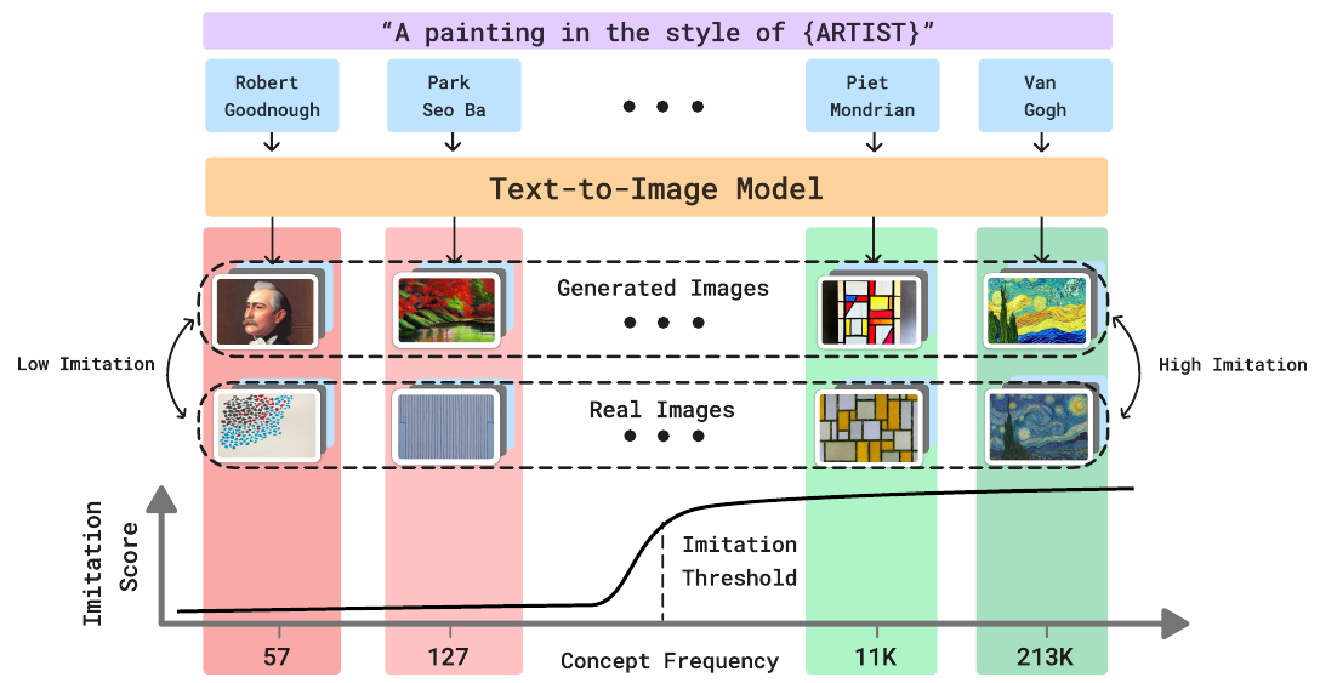 “A painting in the style of {ARTIST}”
Robert
Goodnough
Park
Seo Ba
Piet
Mondrian
Van
Gogh
Text-to-Image Model
Generated Images
Low Imitation
High Imitation
Real Images
Imitation
Score
Imitation
Threshold
57
127
Concept Frequency
11K
213K